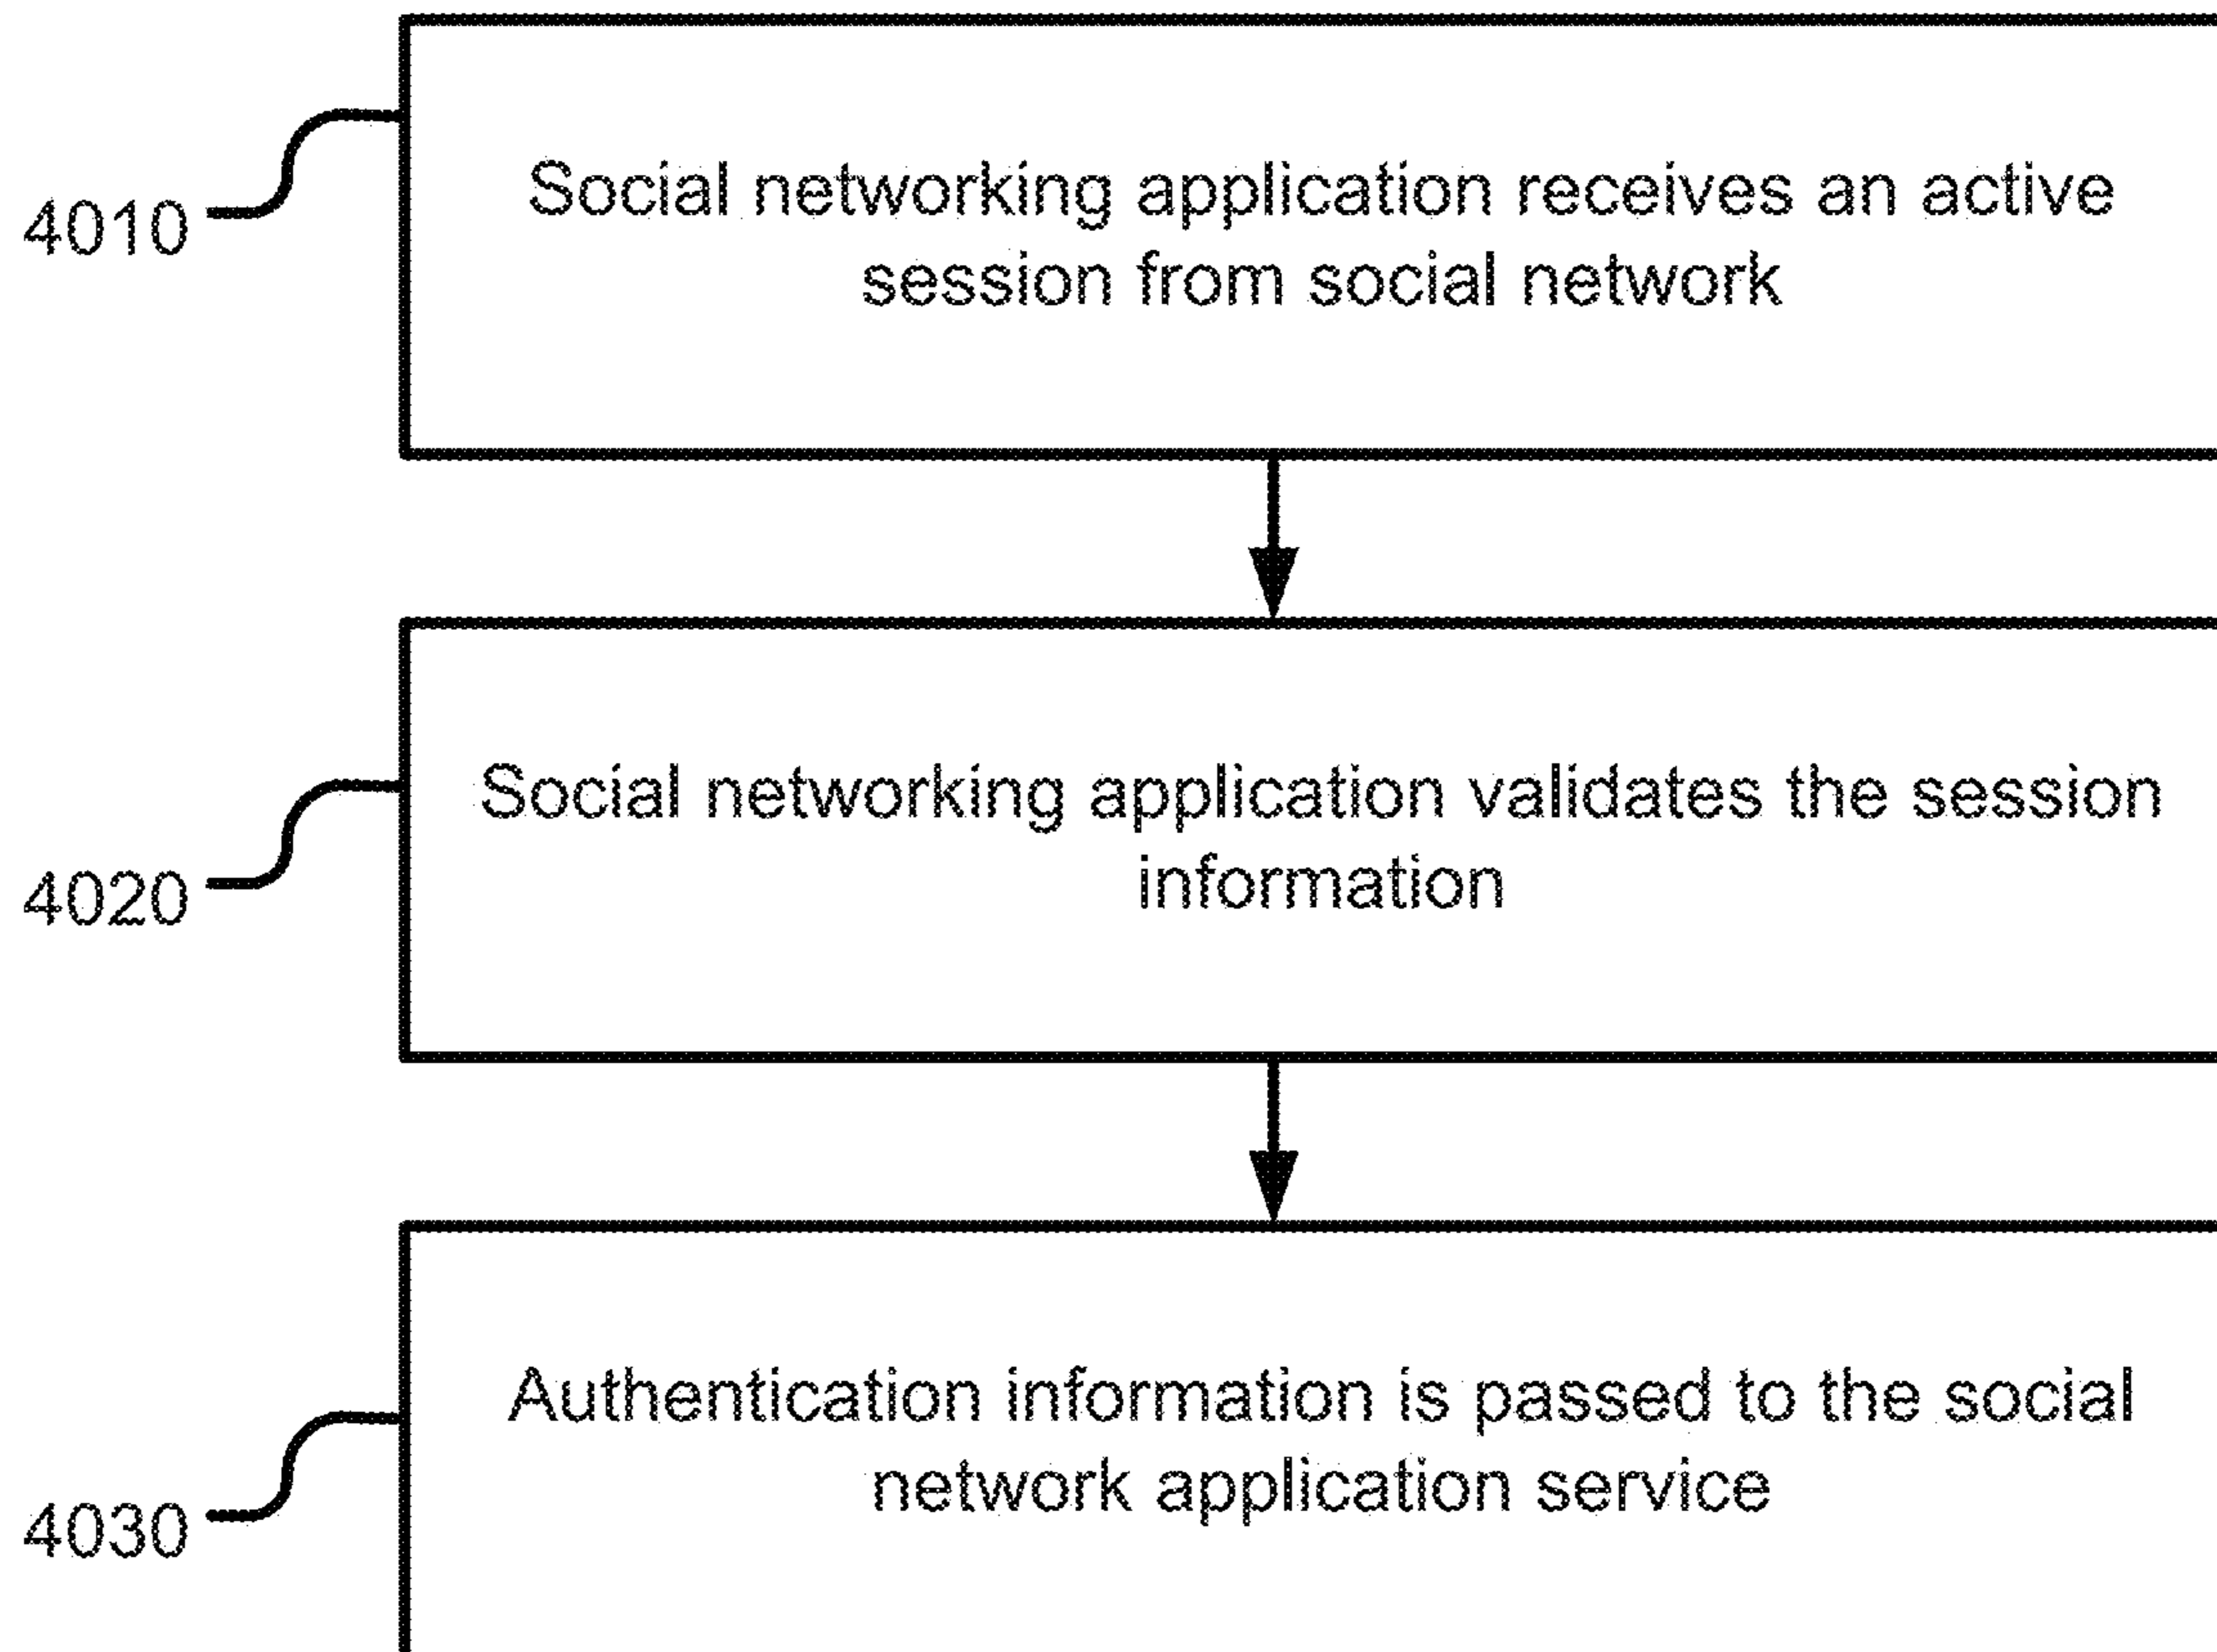 Social networking application receives an active
session from social network
4010
Social networking application validates the session
information
4020
Authentication information is passed to the social
network application service
4030